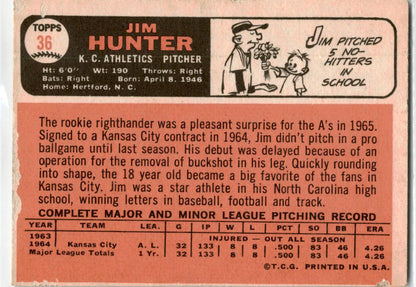 TOPPS
36
JIM
HUNTER
K. C. ATHLETICS PITCHER
Ht: 6'0" Wt: 190 Throws: Right
Bats: Right Born: April 8, 1946
Home: Hertford, N. C.
JIM PITCHED
5 NO-
HITTERS
IN
SCHOOL
The rookie righthander was a pleasant surprise for the A's in 1965.
Signed to a Kansas City contract in 1964, Jim didn't pitch in a pro
ballgame until last season. His debut was delayed because of an
operation for the removal of buckshot in his leg. Quickly rounding
into shape, the 18 year old became a big favorite of the fans in
Kansas City. Jim was a star athlete in his North Carolina high
school, winning letters in baseball, football and track.
COMPLETE MAJOR AND MINOR LEAGUE PITCHING RECORD
YEAR TEAM LEA. G IP W L PCT. SO BB ERA
1963 INJURED — OUT ALL SEASON
1964 Kansas City A. L. 32 133 8 8 .500 83 46 4.26
Major League Totals 1 Yr. 32 133 8 8 .500 83 46 4.26
©T.C.G. PRINTED IN U.S.A.